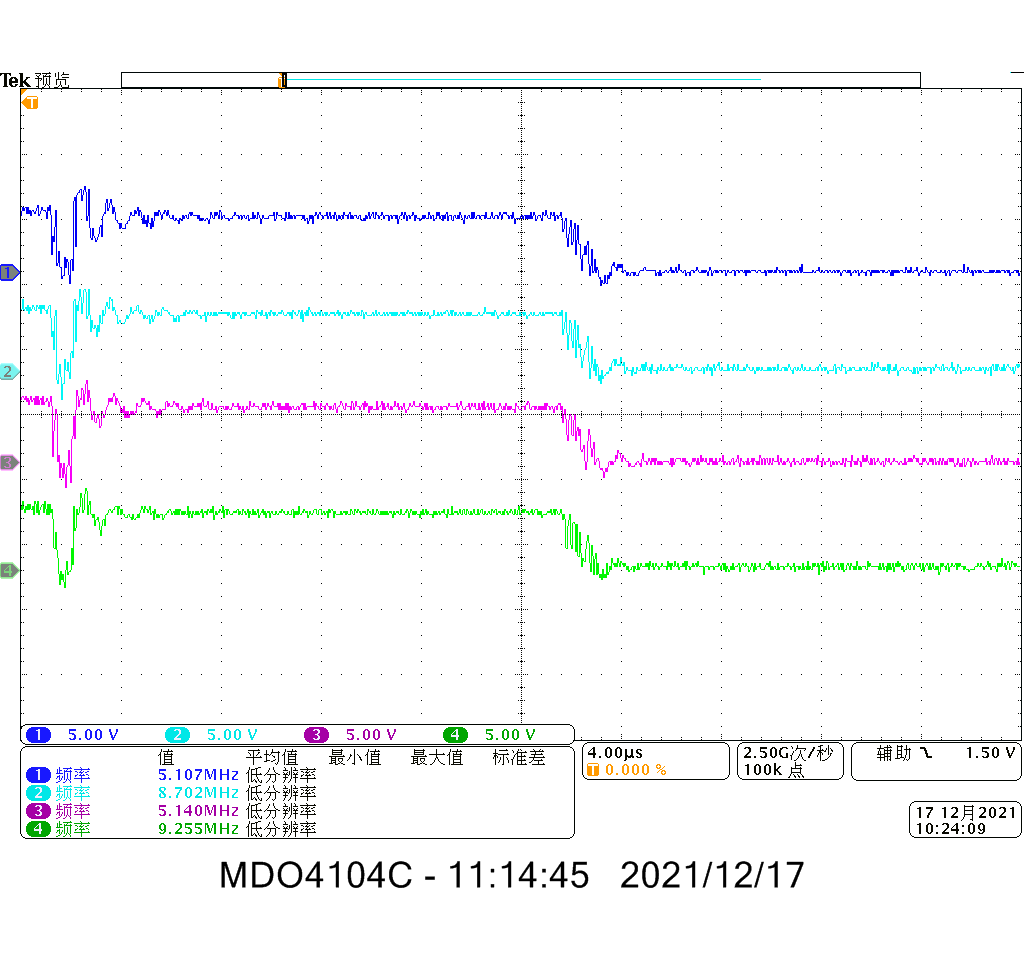 Tek 预览
T
1
2
3
4
1 5.00 V 2 5.00 V 3 5.00 V 4 5.00 V
值 平均值 最小值 最大值 标准差
1 频率 5.107MHz 低分辨率
2 频率 8.702MHz 低分辨率
3 频率 5.140MHz 低分辨率
4 频率 9.255MHz 低分辨率
4.00µs
T 0.000 %
2.50G次/秒
100k 点
辅助 1.50 V
17 12月2021
10:24:09
MDO4104C - 11:14:45 2021/12/17